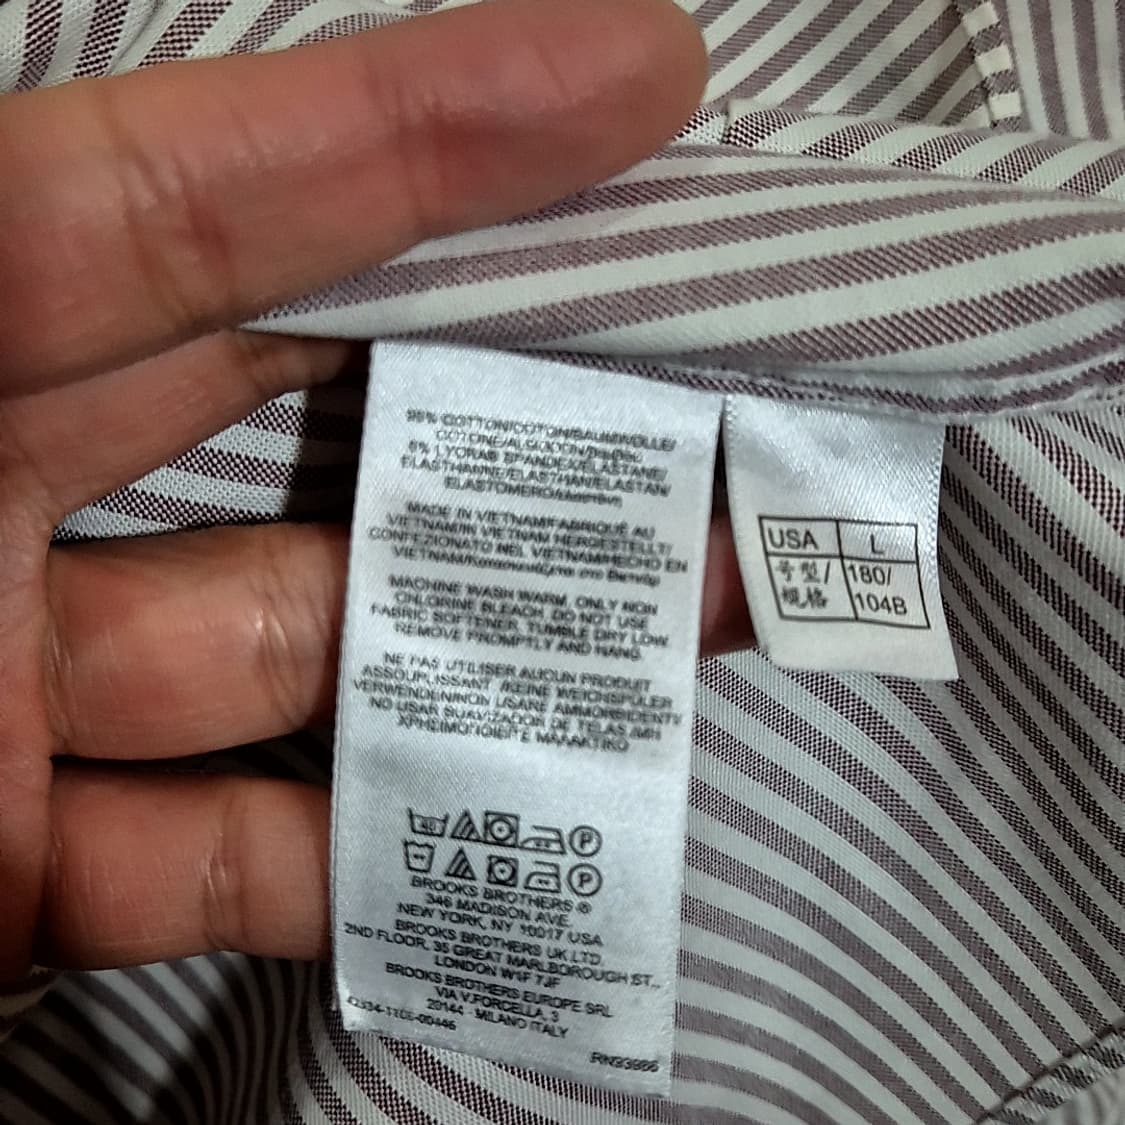 COTTON/COTON/BAUMWOLLE/
COTONE/ALGODON/
LYCRA® SPANDEX/ELASTANE/
ELASTHANNE/ELASTHAN/ELASTAN/
ELASTOMERO/
MADE IN VIETNAM/FABRIQUÉ AU
VIETNAM/IN VIETNAM HERGESTELLT/
CONFEZIONATO NEL VIETNAM/HECHO EN
VIETNAM/
MACHINE WASH WARM, ONLY NON
CHLORINE BLEACH, DO NOT USE
FABRIC SOFTENER, TUMBLE DRY LOW
REMOVE PROMPTLY AND HANG.
NE PAS UTILISER AUCUN PRODUIT
ASSOUPLISSANT /KEINE WEICHSPÜLER
VERWENDEN/NON USARE AMMORBIDENTI/
NO USAR SUAVIZADOR DE TELAS /MH
ΜΑΛΑΚΤΙΚΟ
40
P
P
BROOKS BROTHERS ®
346 MADISON AVE.
NEW YORK, NY 10017 USA
BROOKS BROTHERS UK LTD.
2ND FLOOR, 35 GREAT MARLBOROUGH ST.,
LONDON W1F 7JF
BROOKS BROTHERS EUROPE SRL
VIA V.FORCELLA, 3
20144 - MILANO ITALY
USA L
号型/ 180/
规格 104B